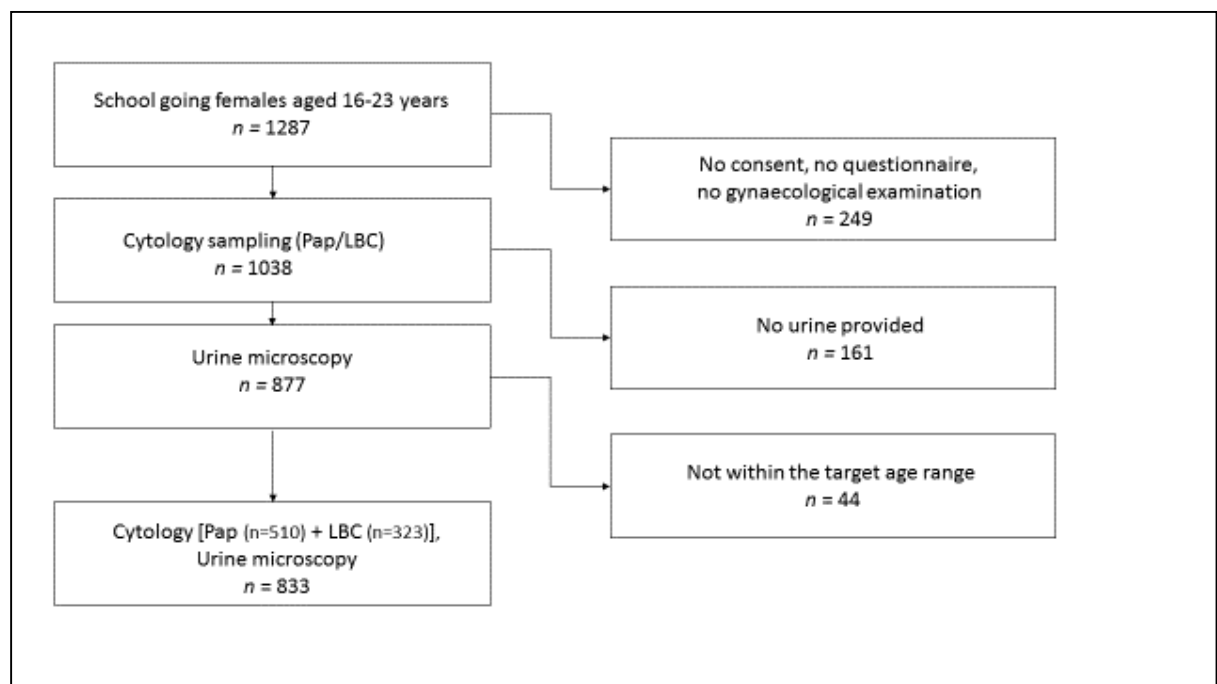 School going females aged 16-23 years
n = 1287
No consent, no questionnaire,
no gynaecological examination
n = 249
Cytology sampling (Pap/LBC)
n = 1038
No urine provided
n = 161
Urine microscopy
n = 877
Not within the target age range
n = 44
Cytology [Pap (n=510) + LBC (n=323)],
Urine microscopy
n = 833